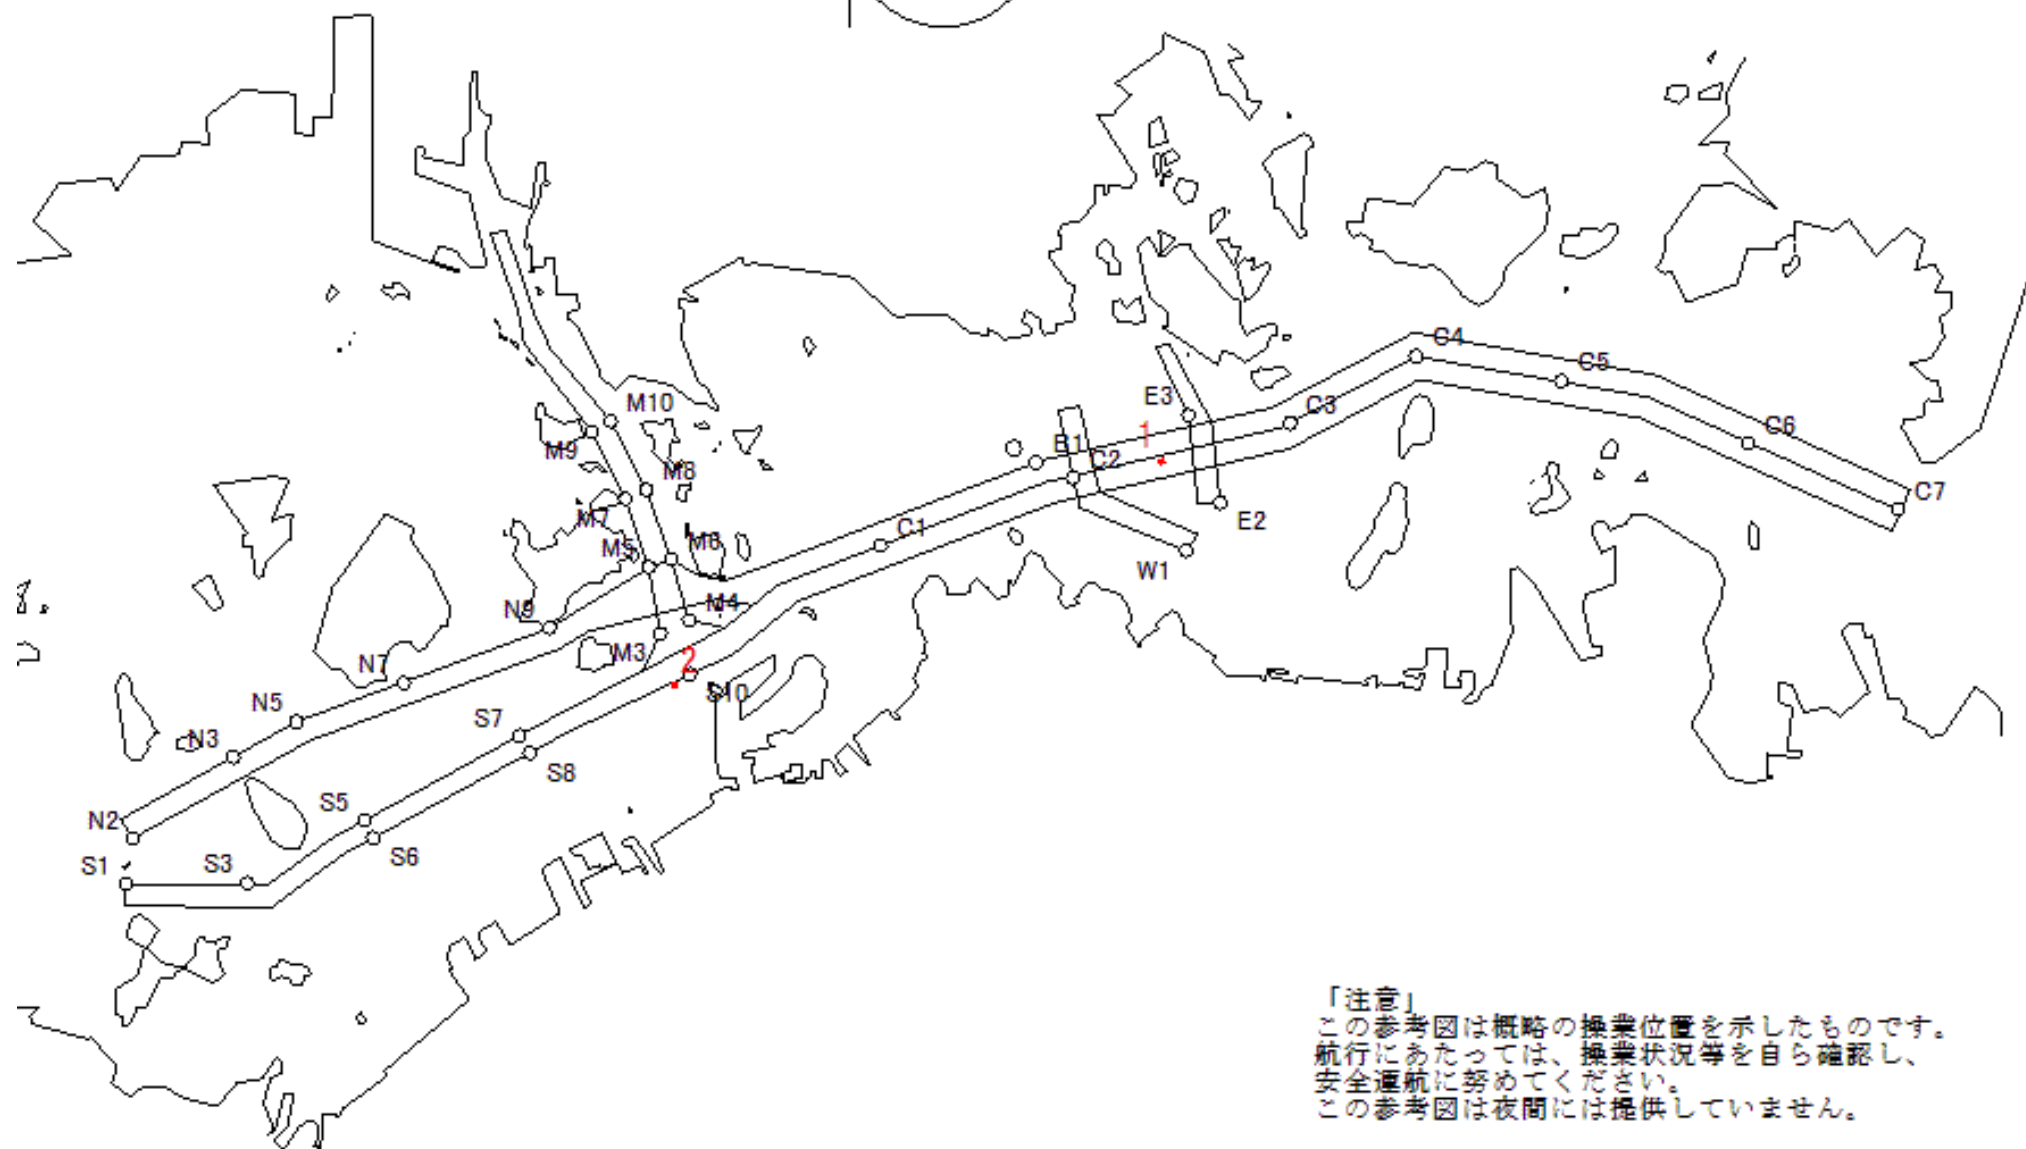 C4
C5
M10
E3
C3
1
C6
B1
M9
C2
M8
C7
M7
E2
C1
M6
M5
W1
N9
M4
M3
2
N7
S10
N5
S7
N3
S8
S5
N2
S6
S1
S3
「注意」
この参考図は概略の操業位置を示したものです。
航行にあたっては、操業状況等を自ら確認し、
安全運航に努めてください。
この参考図は夜間には提供していません。